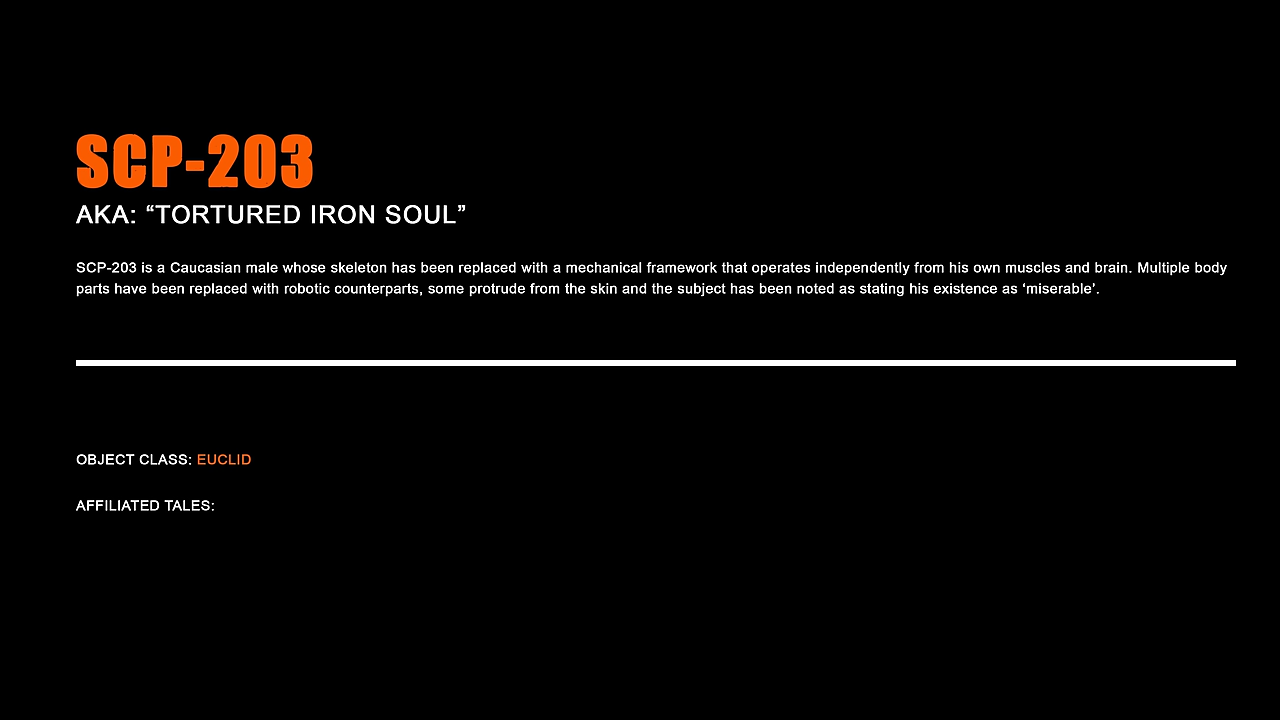 SCP-203
AKA: “TORTURED IRON SOUL”
SCP-203 is a Caucasian male whose skeleton has been replaced with a mechanical framework that operates independently from his own muscles and brain. Multiple body
parts have been replaced with robotic counterparts, some protrude from the skin and the subject has been noted as stating his existence as ‘miserable’.
OBJECT CLASS: EUCLID
AFFILIATED TALES: